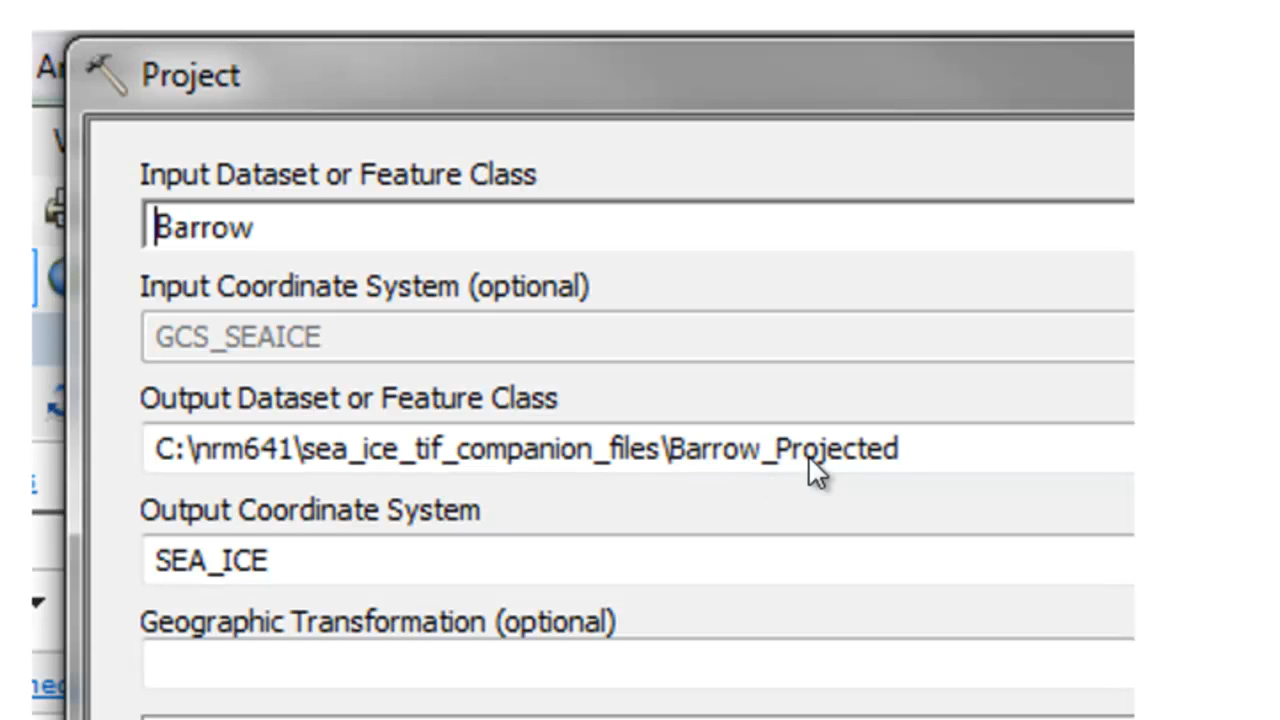 Project
Input Dataset or Feature Class
Barrow
Input Coordinate System (optional)
GCS_SEAICE
Output Dataset or Feature Class
C:\nrm641\sea_ice_tif_companion_files\Barrow_Projected
Output Coordinate System
SEA_ICE
Geographic Transformation (optional)